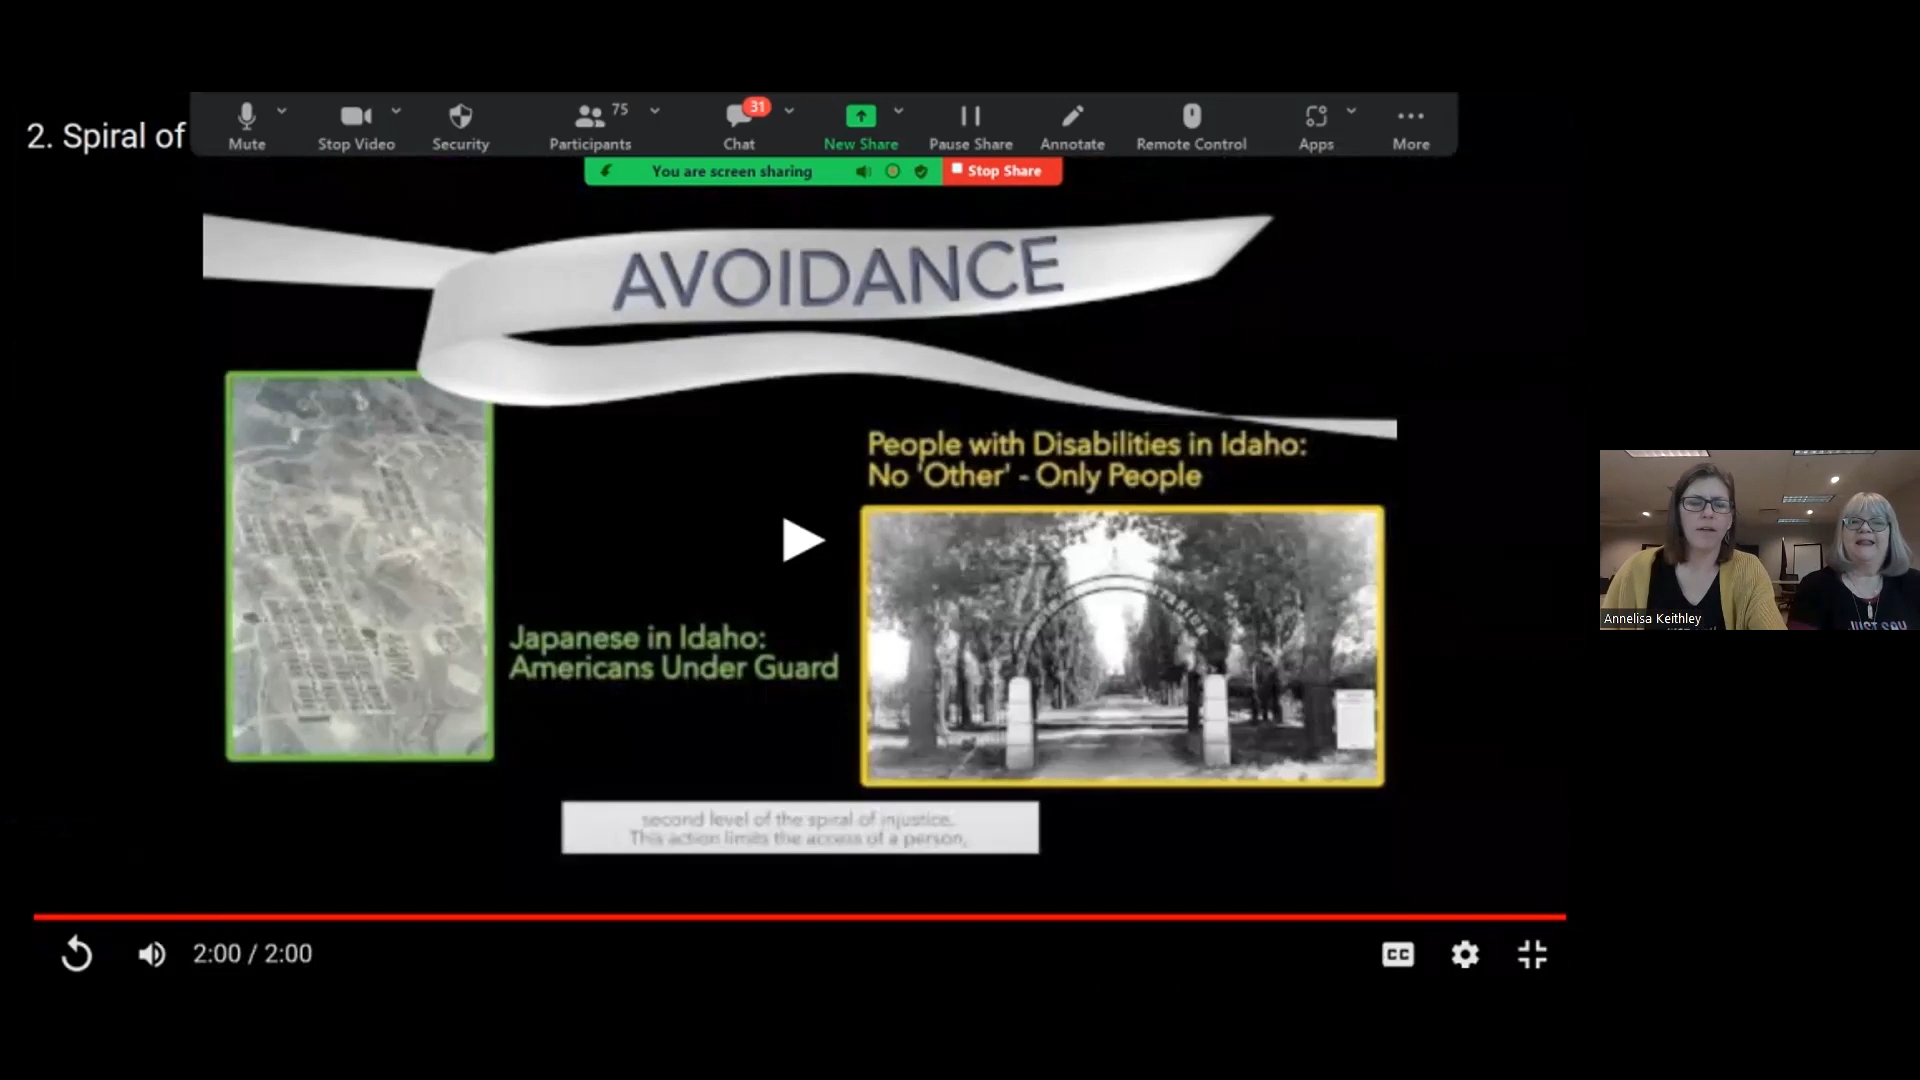 2. Spiral of
Mute
Stop Video
Security
75
Participants
31
Chat
New Share
Pause Share
Annotate
Remote Control
Apps
More
You are screen sharing
Stop Share
AVOIDANCE
People with Disabilities in Idaho:
No 'Other' - Only People
Japanese in Idaho:
Americans Under Guard
second level of the spiral of injustice.
This action limits the access of a person,
Annelisa Keithley
JUST SAY
2:00 / 2:00
CC